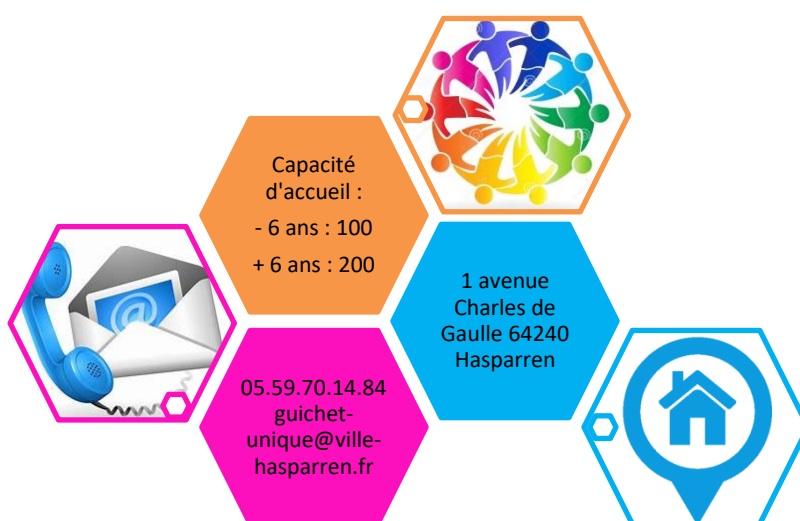 Capacité
d'accueil :
- 6 ans : 100
+ 6 ans : 200
1 avenue
Charles de
Gaulle 64240
Hasparren
05.59.70.14.84
guichet-
unique@ville-
hasparren.fr